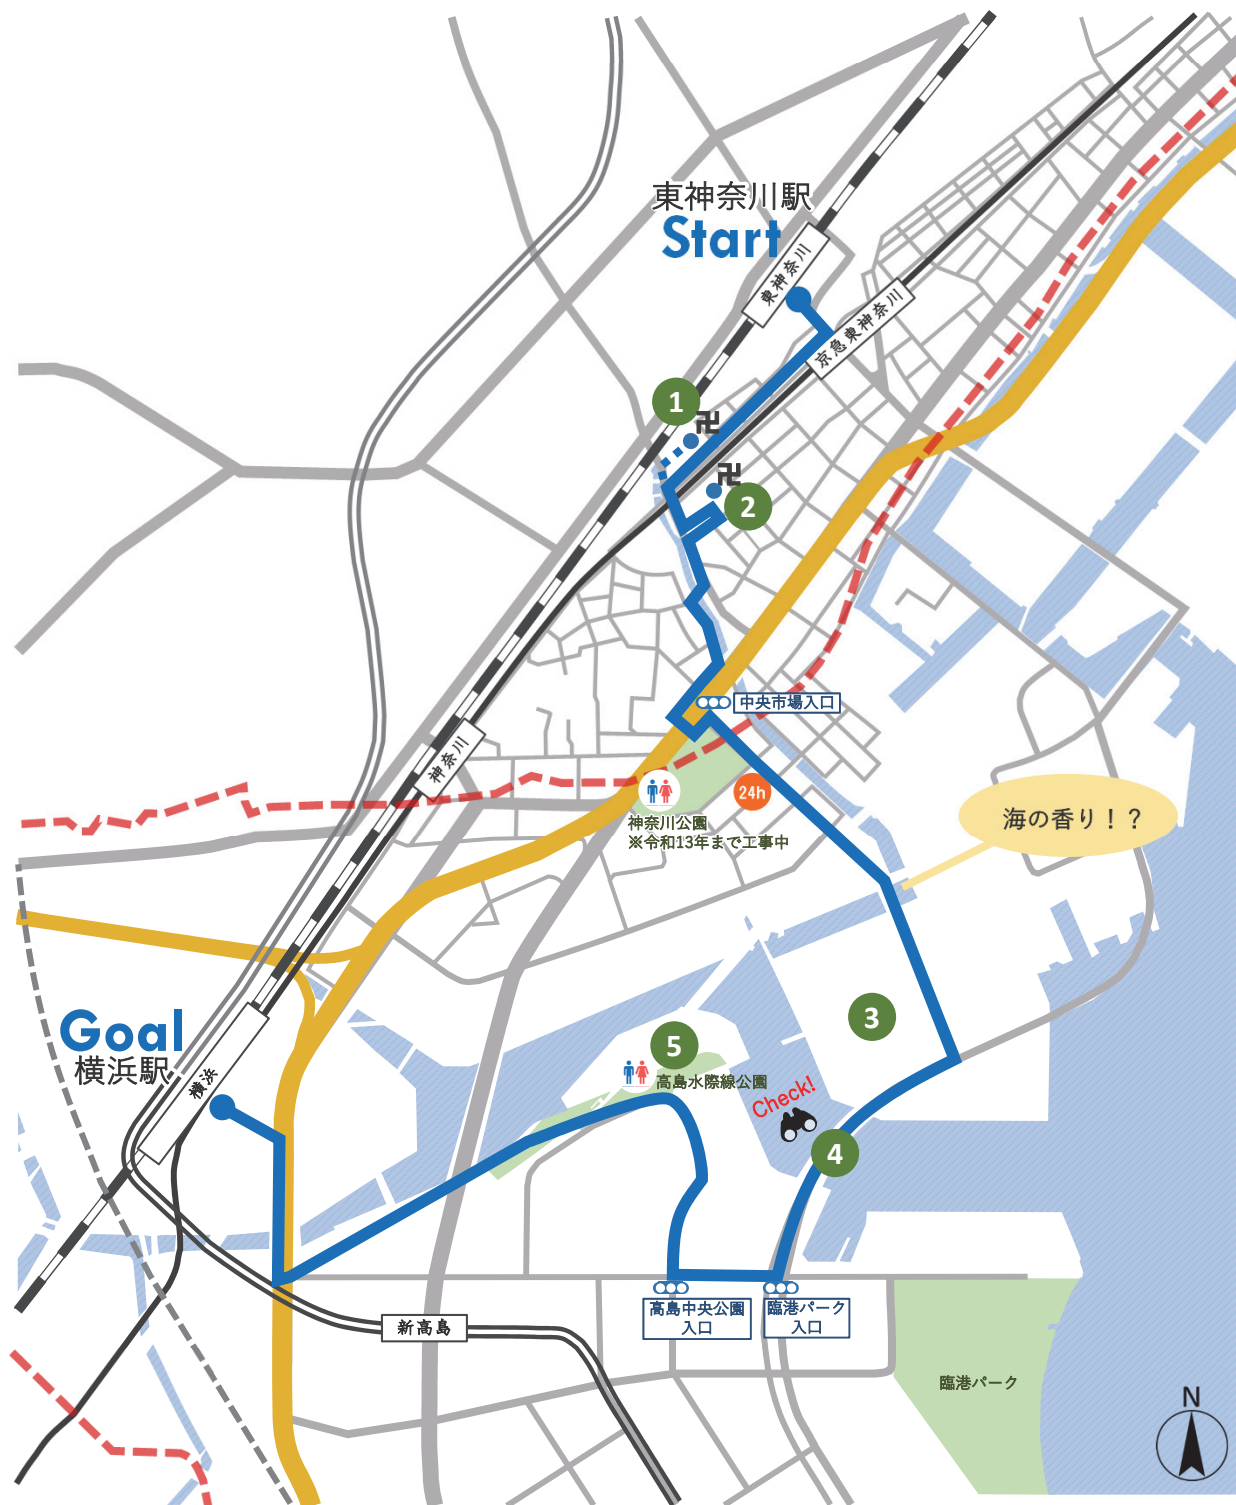 東神奈川駅
Start
東神奈川
京急東神奈川
1
卍
卍
2
中央市場入口
神奈川
24h
神奈川公園
※令和13年まで工事中
海の香り！？
Goal
横浜駅
横浜
3
5
高島水際線公園
Check!
4
高島中央公園
入口
臨港パーク
入口
新高島
臨港パーク
N